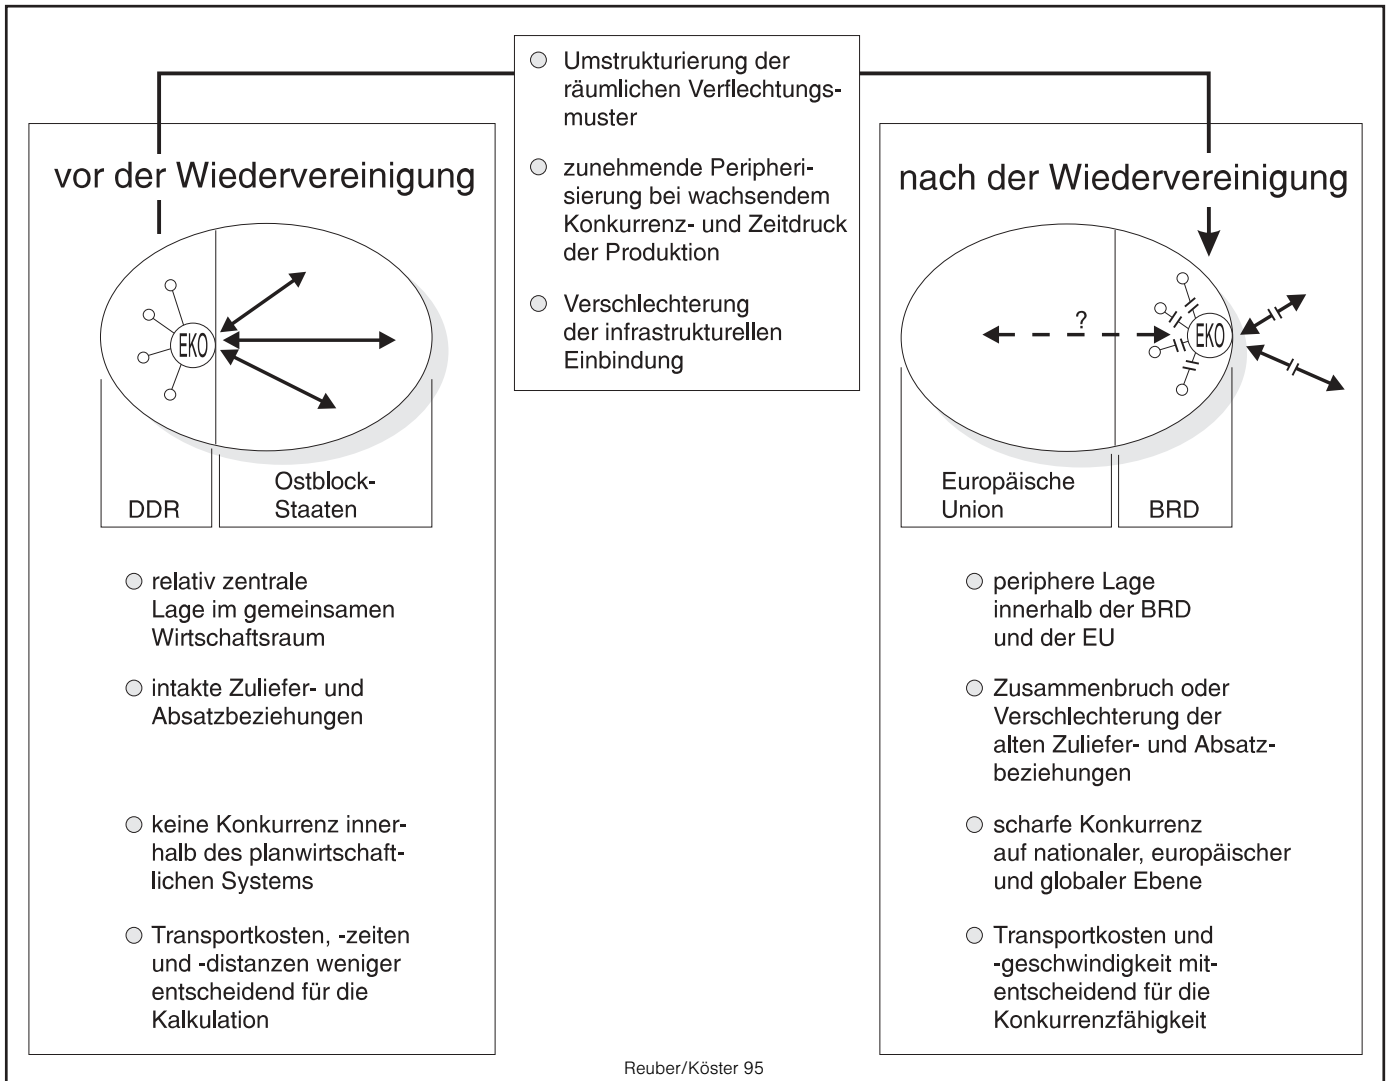 Umstrukturierung der
räumlichen Verflechtungs-
muster
zunehmende Peripheri-
sierung bei wachsendem
Konkurrenz- und Zeitdruck
der Produktion
Verschlechterung
der infrastrukturellen
Einbindung
vor der Wiedervereinigung
EKO
DDR
Ostblock-
Staaten
relativ zentrale
Lage im gemeinsamen
Wirtschaftsraum
intakte Zuliefer- und
Absatzbeziehungen
keine Konkurrenz inner-
halb des planwirtschaft-
lichen Systems
Transportkosten, -zeiten
und -distanzen weniger
entscheidend für die
Kalkulation
nach der Wiedervereinigung
?
EKO
Europäische
Union
BRD
periphere Lage
innerhalb der BRD
und der EU
Zusammenbruch oder
Verschlechterung der
alten Zuliefer- und Absatz-
beziehungen
scharfe Konkurrenz
auf nationaler, europäischer
und globaler Ebene
Transportkosten und
-geschwindigkeit mit-
entscheidend für die
Konkurrenzfähigkeit
Reuber/Köster 95